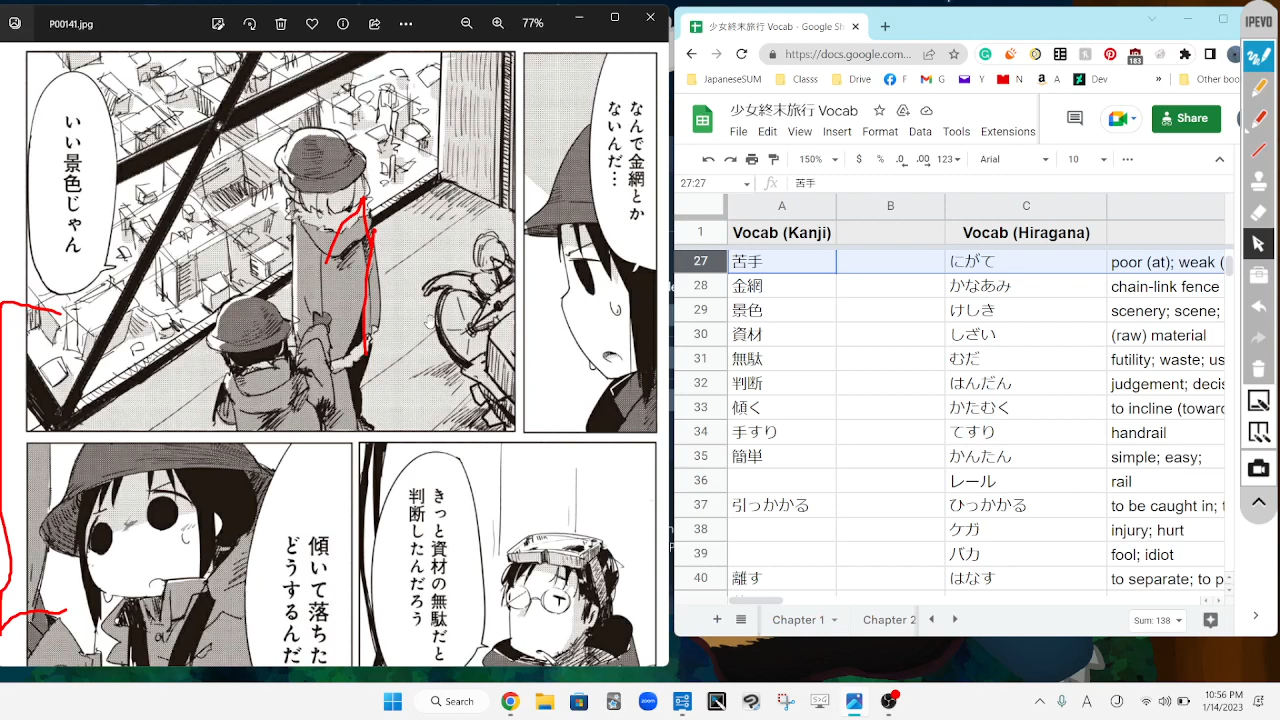 P00141.jpg
77%
なんで金網とか
ないんだ…
いい景色じゃん
きっと資材の無駄だと
判断したんだろう
傾いて落ちた
どうするんだ
少女終末旅行 Vocab - Google Sh
https://docs.google.com...
183
JapaneseSUM
Classs
Drive
F
G
Y
N
A
Dev
»
Other boo
少女終末旅行 Vocab
Share
File Edit View Insert Format Data Tools Extensions
150% $ % .0 .00 123 Arial 10
27:27 fx 苦手
A B C
1 Vocab (Kanji) Vocab (Hiragana)
27 苦手 にがて poor (at); weak (
28 金網 かなあみ chain-link fence
29 景色 けしき scenery; scene;
30 資材 しざい (raw) material
31 無駄 むだ futility; waste; us
32 判断 はんだん judgement; decis
33 傾く かたむく to incline (towar
34 手すり てすり handrail
35 簡単 かんたん simple; easy;
36 レール rail
37 引っかかる ひっかかる to be caught in; t
38 ケガ injury; hurt
39 バカ fool; idiot
40 離す はなす to separate; to p
Chapter 1 Chapter 2
Sum: 138
IPEVO
Search
zoom
A
10:56 PM
1/14/2023